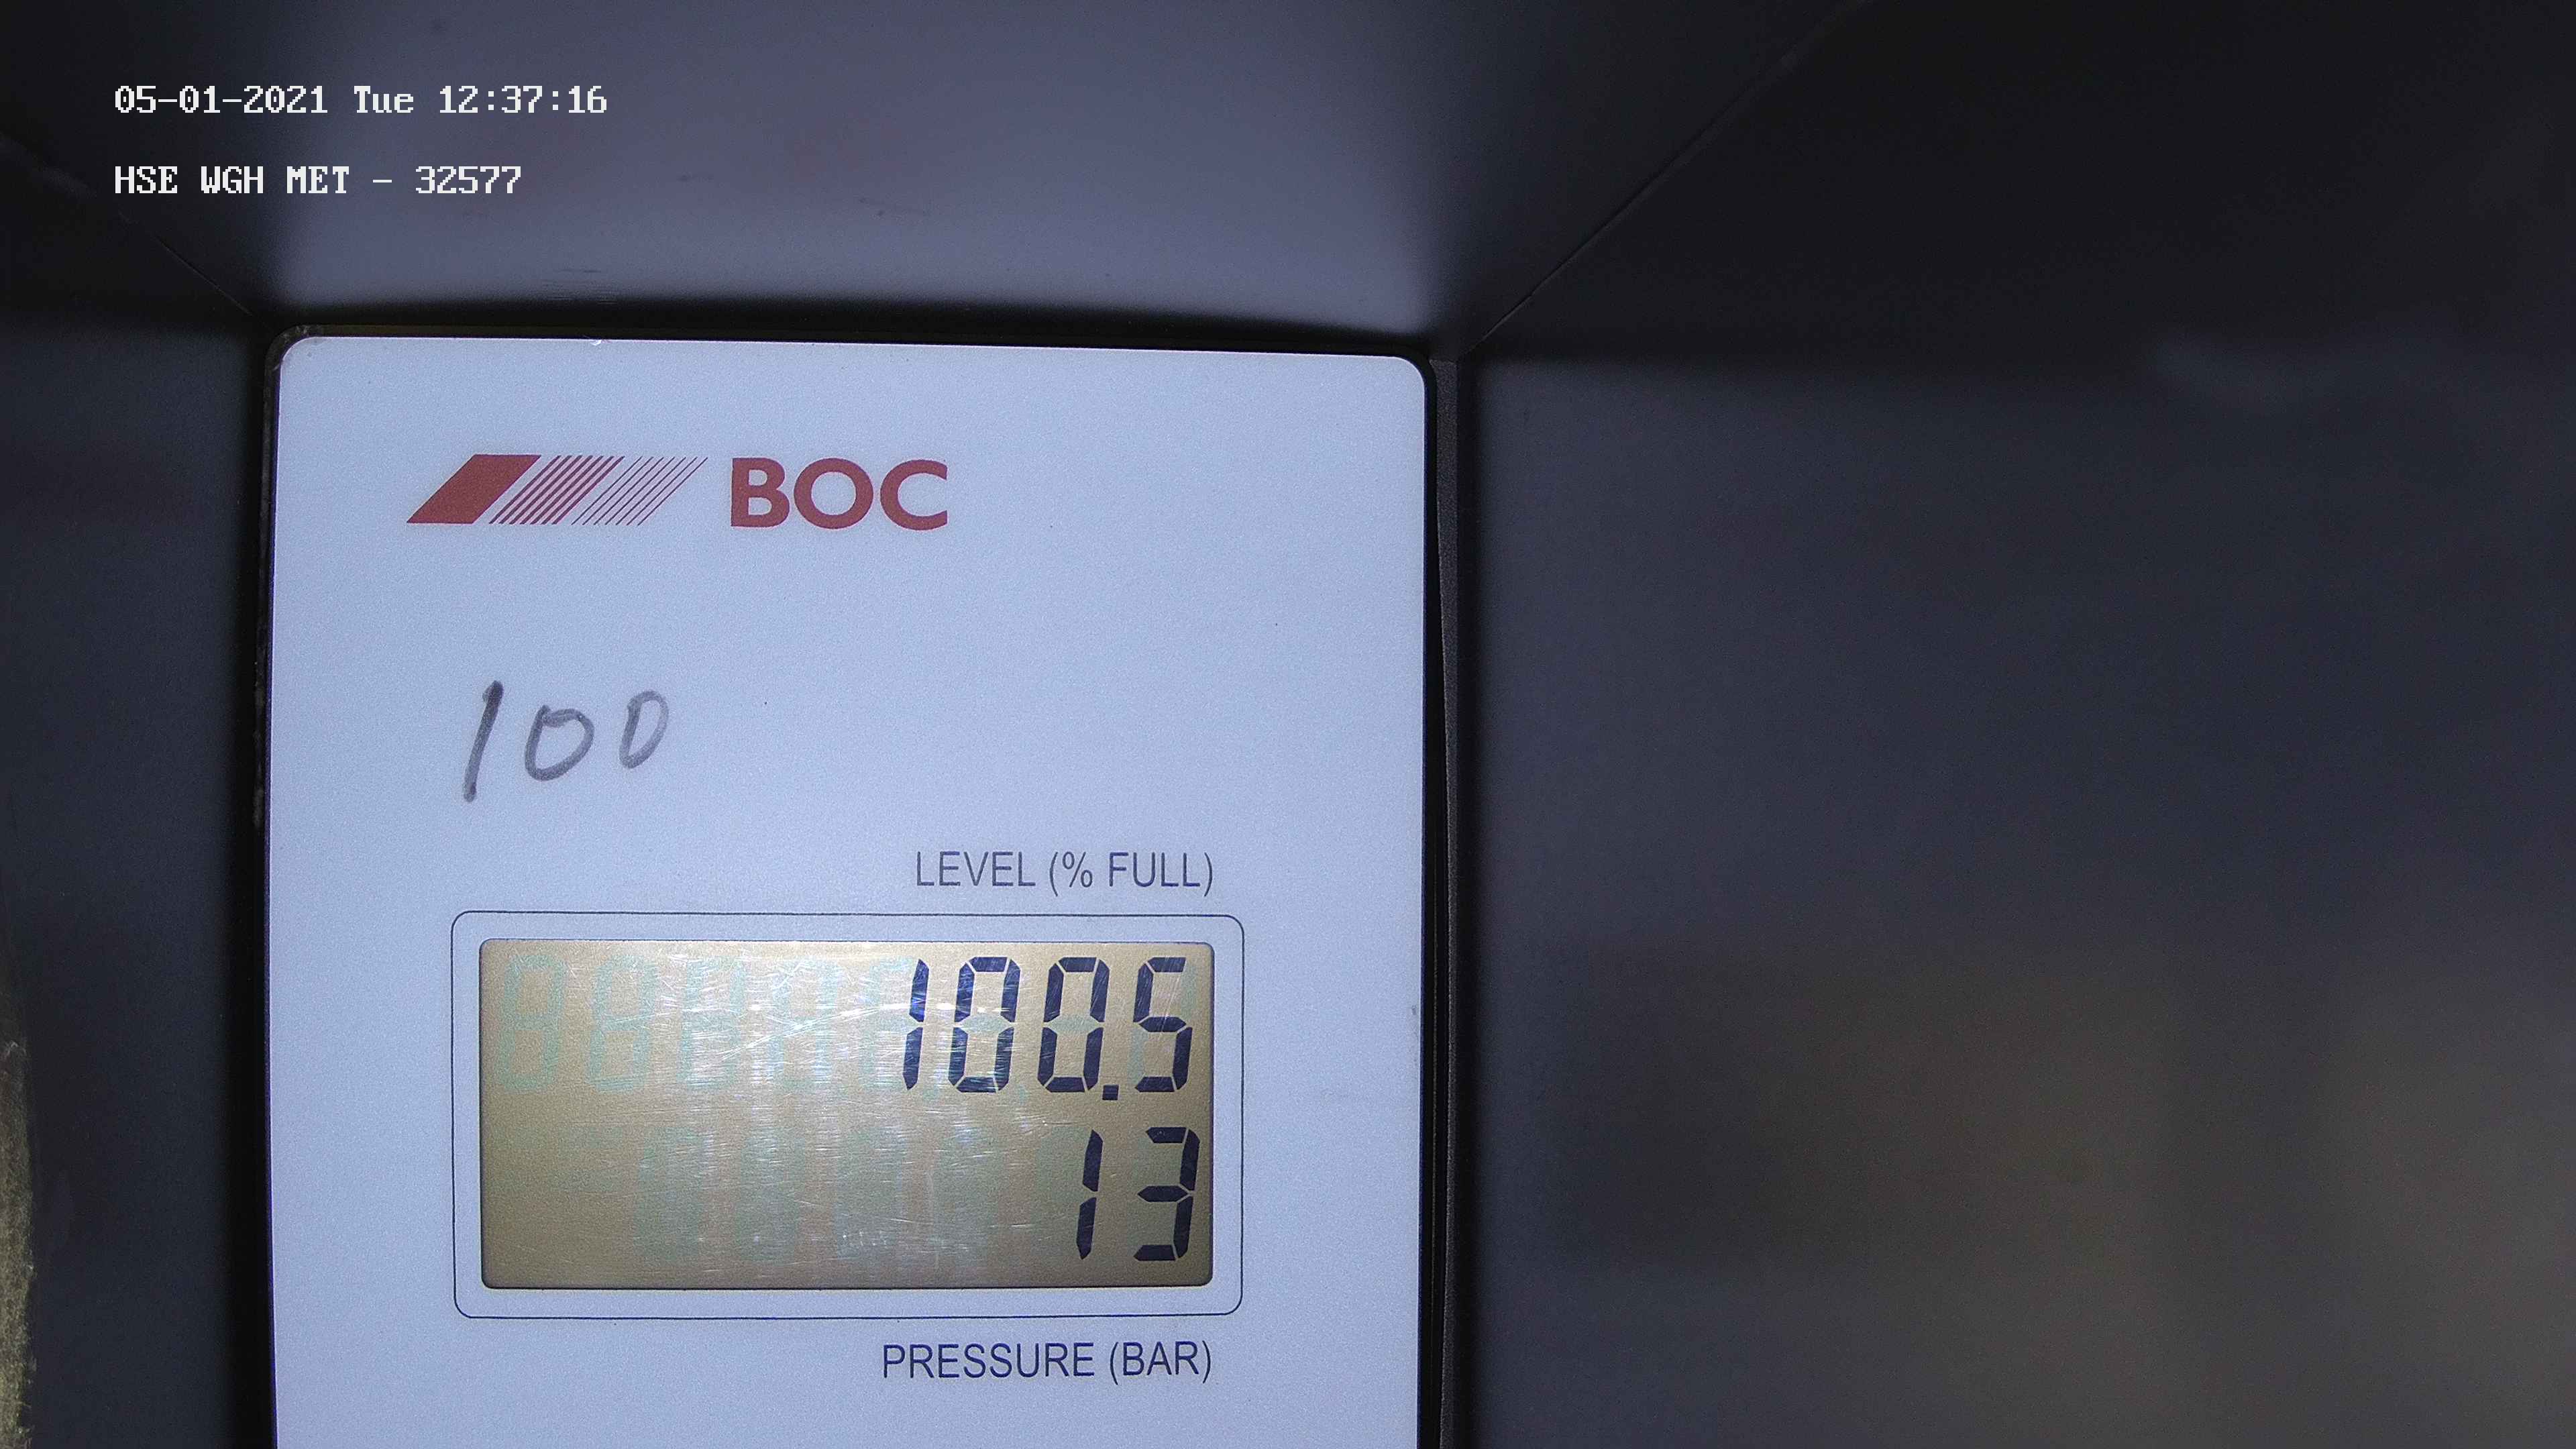 05-01-2021 Tue 12:37:16
HSE WGH MET - 32577
BOC
100
LEVEL (% FULL)
100.5
13
PRESSURE (BAR)